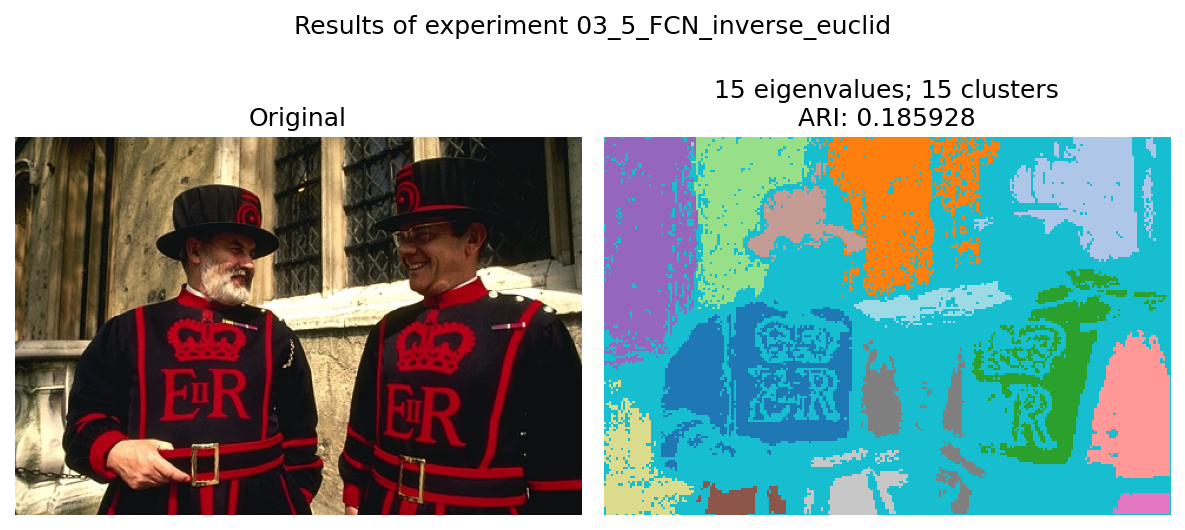 Results of experiment 03_5_FCN_inverse_euclid
Original
15 eigenvalues; 15 clusters
ARI: 0.185928
EIIR
EIIR